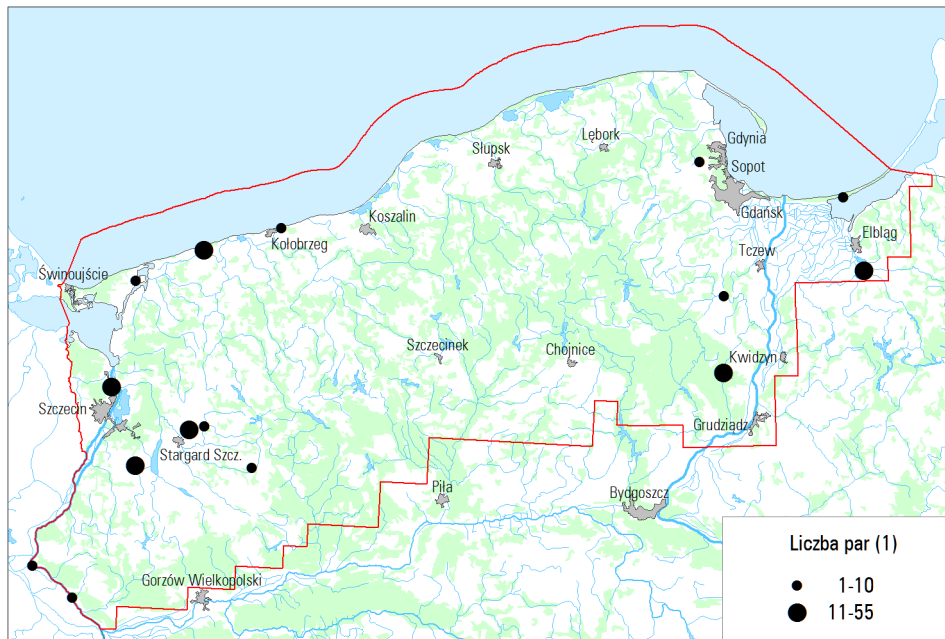 Lębork
Gdynia
Słupsk
Sopot
Gdańsk
Koszalin
Kołobrzeg
Elbląg
Tczew
Świnoujście
Szczecinek
Chojnice
Kwidzyn
Szczecin
Grudziadz
Stargard Szcz.
Piła
Bydgoszcz
Gorzów Wielkopolski
Liczba par (1)
1-10
11-55